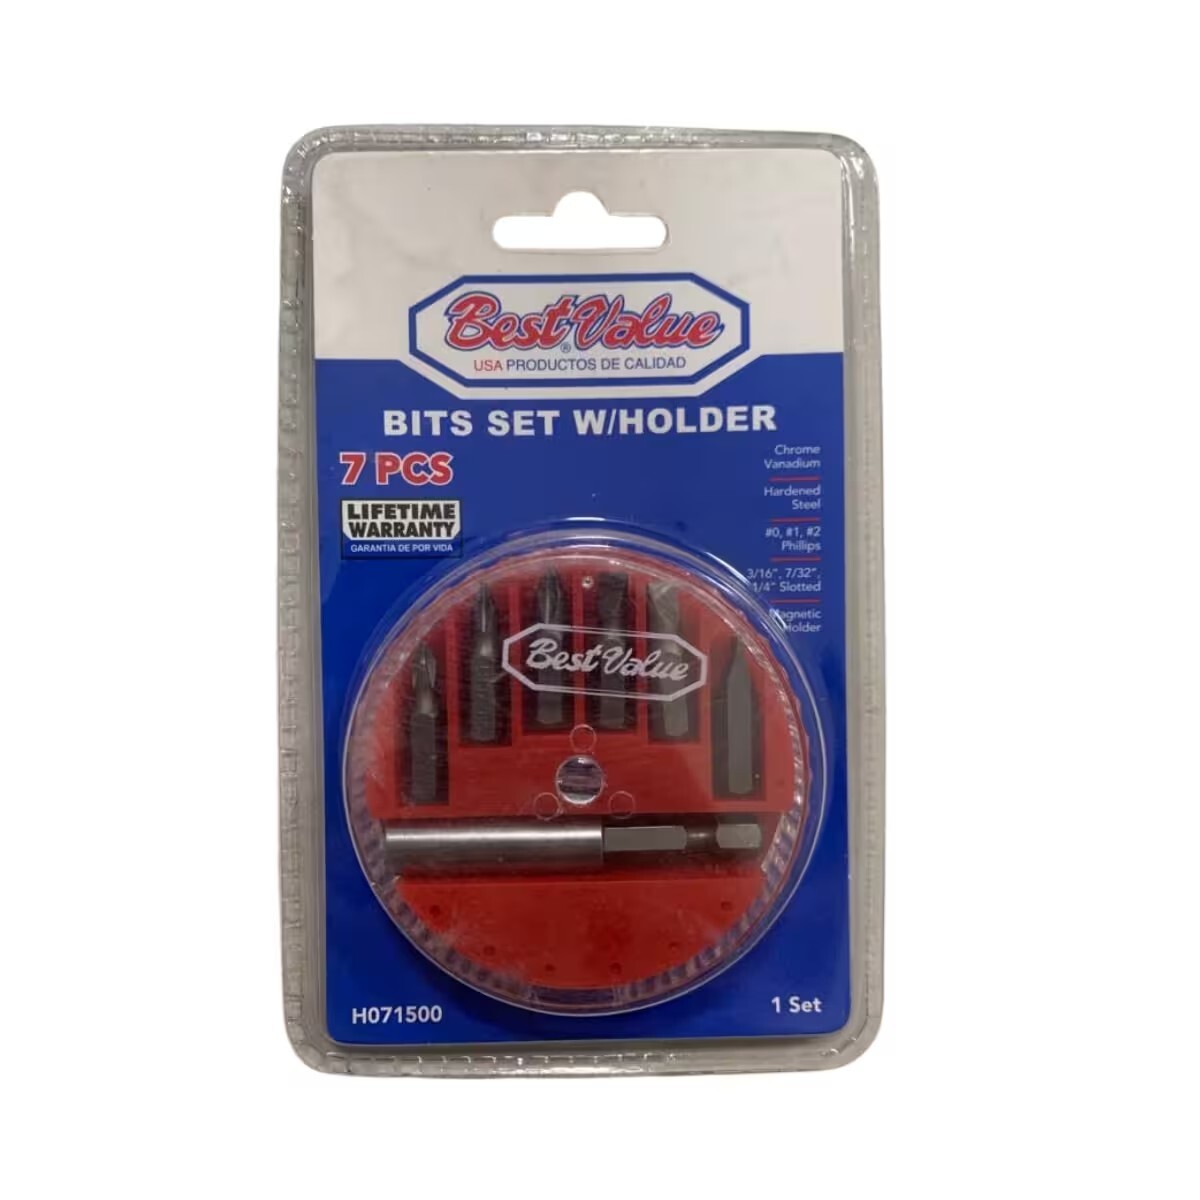 Best Value
®
USA PRODUCTOS DE CALIDAD
BITS SET W/HOLDER
7 PCS
LIFETIME
WARRANTY
GARANTIA DE POR VIDA
Chrome
Vanadium
Hardened
Steel
#0, #1, #2
Phillips
3/16", 7/32",
1/4" Slotted
Magnetic
Holder
Best Value
H071500
1 Set